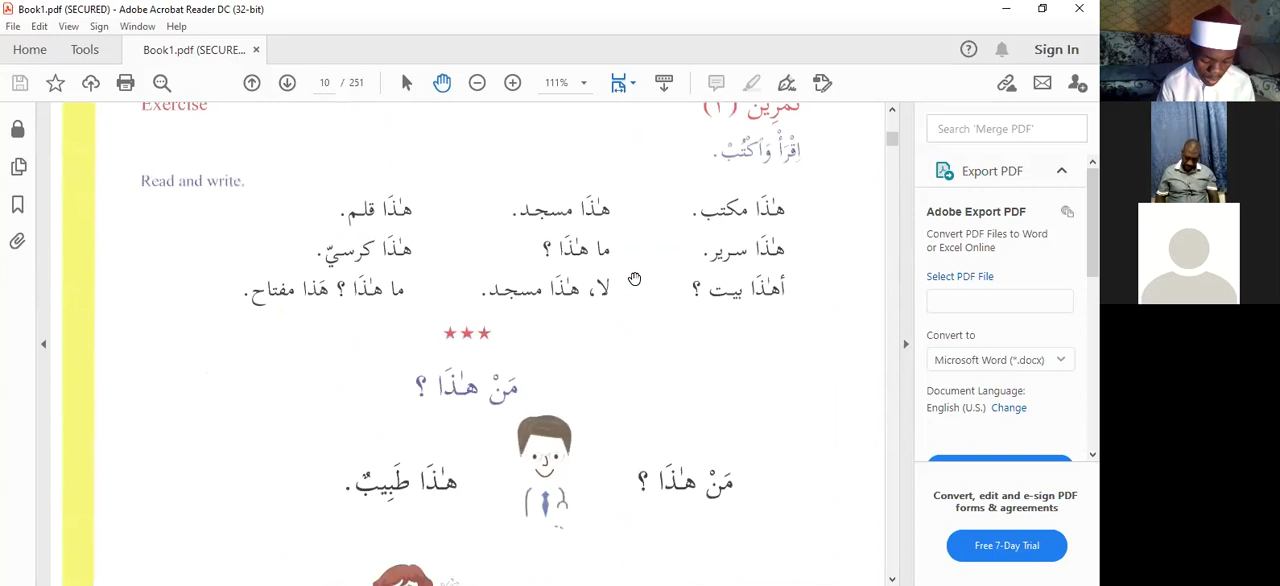 Book1.pdf (SECURED) - Adobe Acrobat Reader DC (32-bit)
File Edit View Sign Window Help
Home Tools Book1.pdf (SECURE... × Sign In
10 / 251 111%
Exercise تمرين (٣)
اِقْرَأْ وَٱكْتُبْ.
Read and write.
هٰذَا مكتب. هٰذَا مسجد. هٰذَا قلم.
هٰذَا سرير. ما هٰذَا ؟ هٰذَا كرسيّ.
أهٰذَا بيت ؟ لا، هٰذَا مسجد. ما هٰذَا ؟ هَذا مفتاح.
★★★
مَنْ هٰذَا ؟
مَنْ هٰذَا ؟ هٰذَا طَبِيبٌ.
Search 'Merge PDF'
Export PDF
Adobe Export PDF
Convert PDF Files to Word
or Excel Online
Select PDF File
Convert to
Microsoft Word (*.docx)
Document Language:
English (U.S.) Change
Convert, edit and e-sign PDF
forms & agreements
Free 7-Day Trial